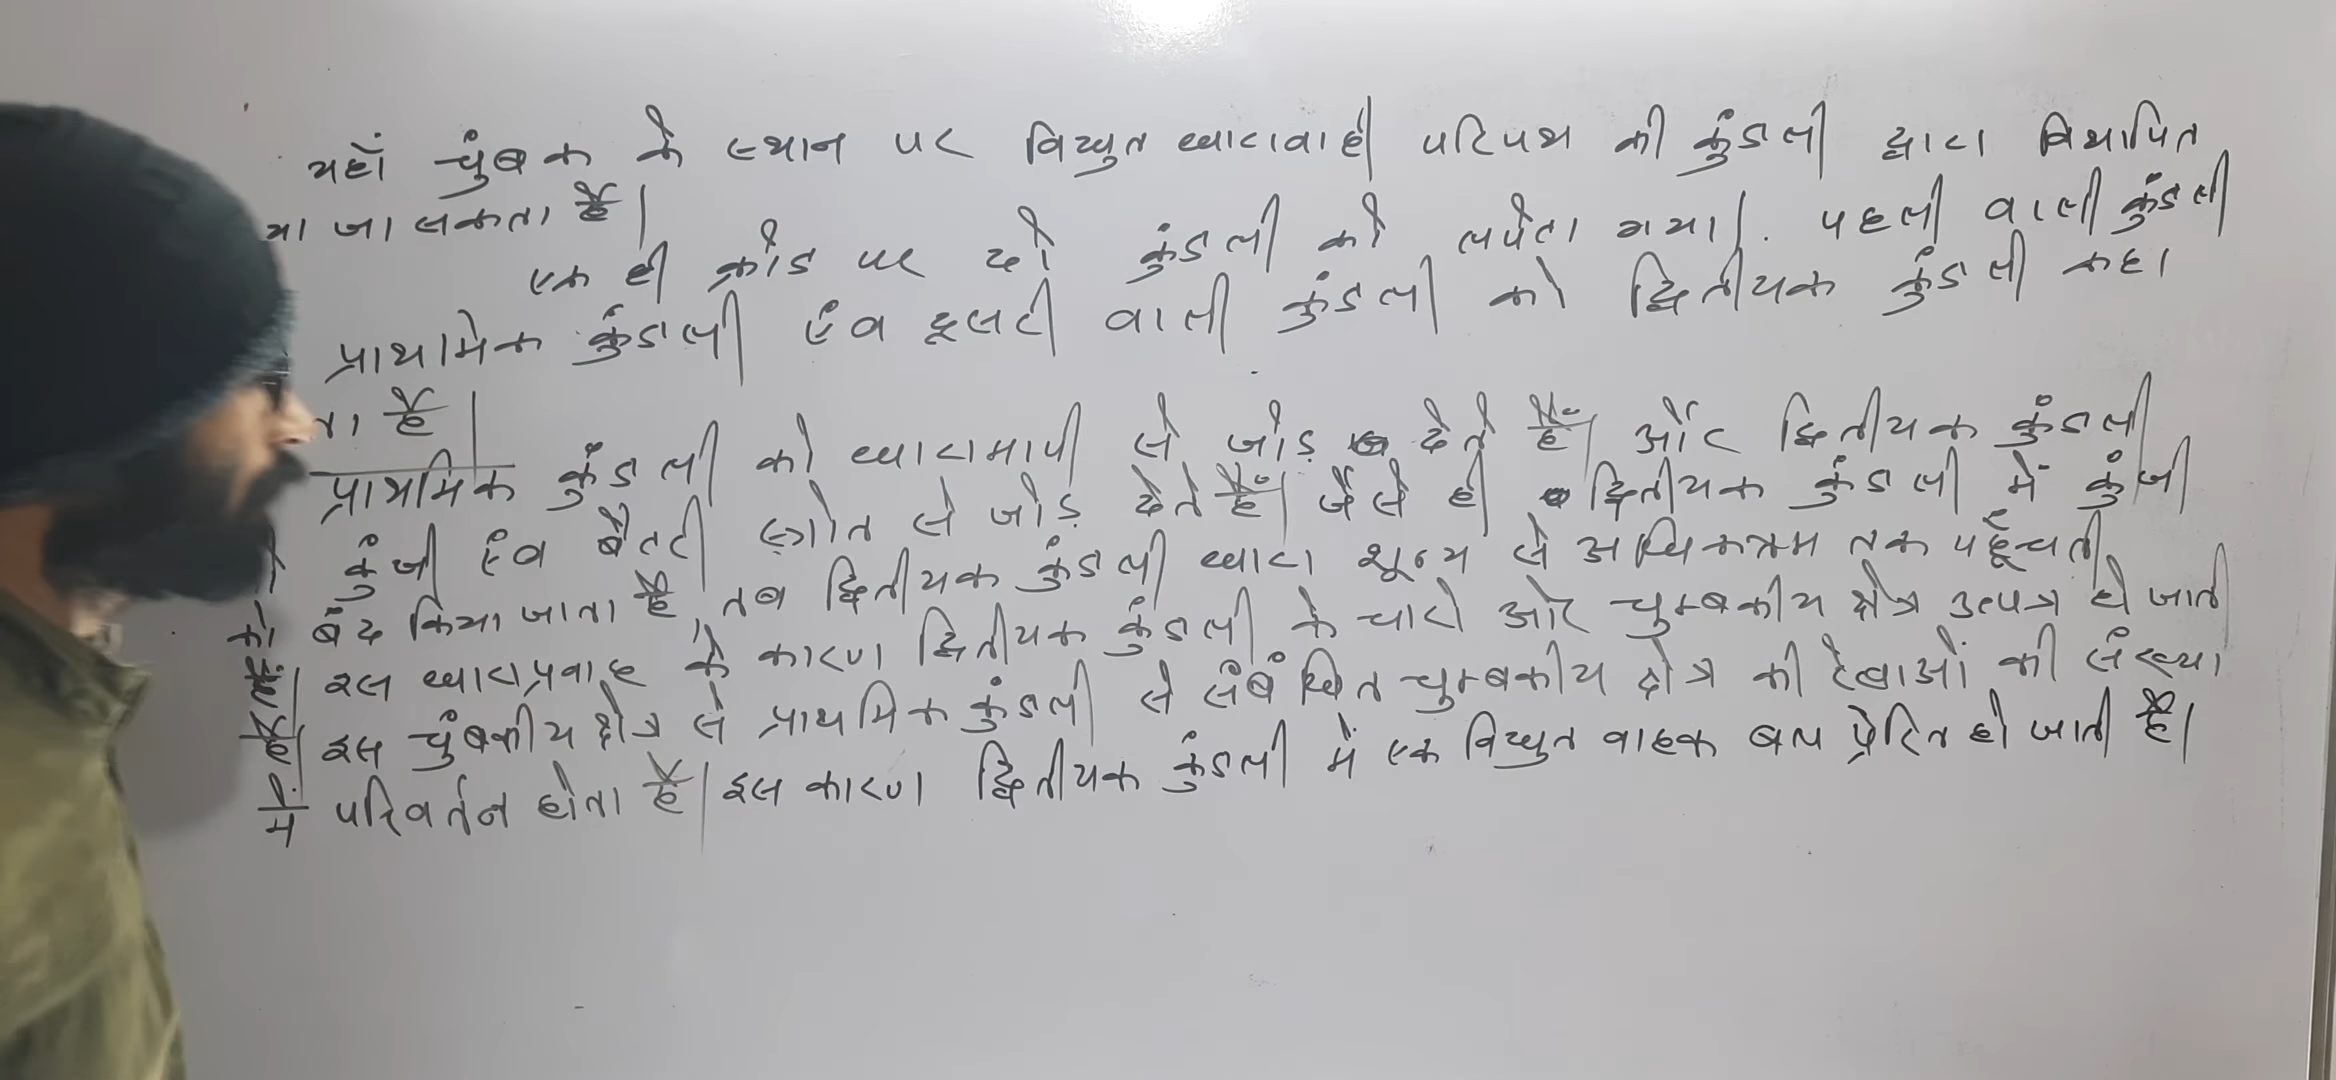 यहाँ चुंबक के स्थान पर विधुत धारावाही परिपथ की कुंडली द्वारा विथापित
या जा सकता है।
एक ही क्रोड पर दो कुंडली को लपेटा गया। पहली वाली कुंडली
प्राथमिक कुंडली एंव दूसरी वाली कुंडली को द्वितीयक कुंडली कहा
ता है।
प्राथमिक कुंडली को धारामापी से जोड़ देते हैं। और द्वितीयक कुंडली
कुंजी एंव बैटरी स्त्रोत से जोड़ देते हैं। जैसे ही द्वितीयक कुंडली में कुंजी
को बंद किया जाता है, तब द्वितीयक कुंडली धारा शून्य से अधिकतम तक पहूंचती
है। इस धाराप्रवाह के कारण द्वितीयक कुंडली के चारो ओर चुम्बकीय क्षेत्र उत्पन्न हो जाती
है। इस चुंबकीय क्षेत्र से प्राथमिक कुंडली से संबंधित चुम्बकीय क्षेत्र की रेखाओं की संख्या
में परिवर्तन होता है। इस कारण द्वितीयक कुंडली में एक विधुत वाहक बल प्रेरित हो जाती है।